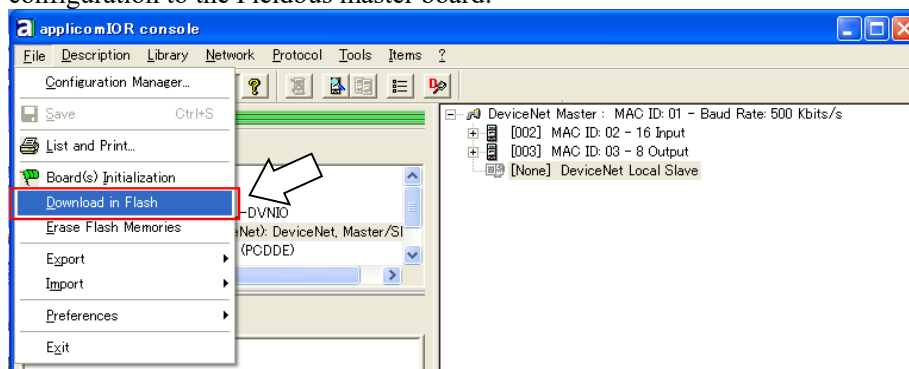 configuration to the Fieldbus master board.
applicomIOR console
File Description Library Network Protocol Tools Items ?
Configuration Manager...
Save Ctrl+S
List and Print...
Board(s) Initialization
Download in Flash
Erase Flash Memories
Export
Import
Preferences
Exit
-DVNIO
eNet): DeviceNet, Master/Sl
(PCDDE)
DeviceNet Master : MAC ID: 01 - Baud Rate: 500 Kbits/s
[002] MAC ID: 02 - 16 Input
[003] MAC ID: 03 - 8 Output
[None] DeviceNet Local Slave